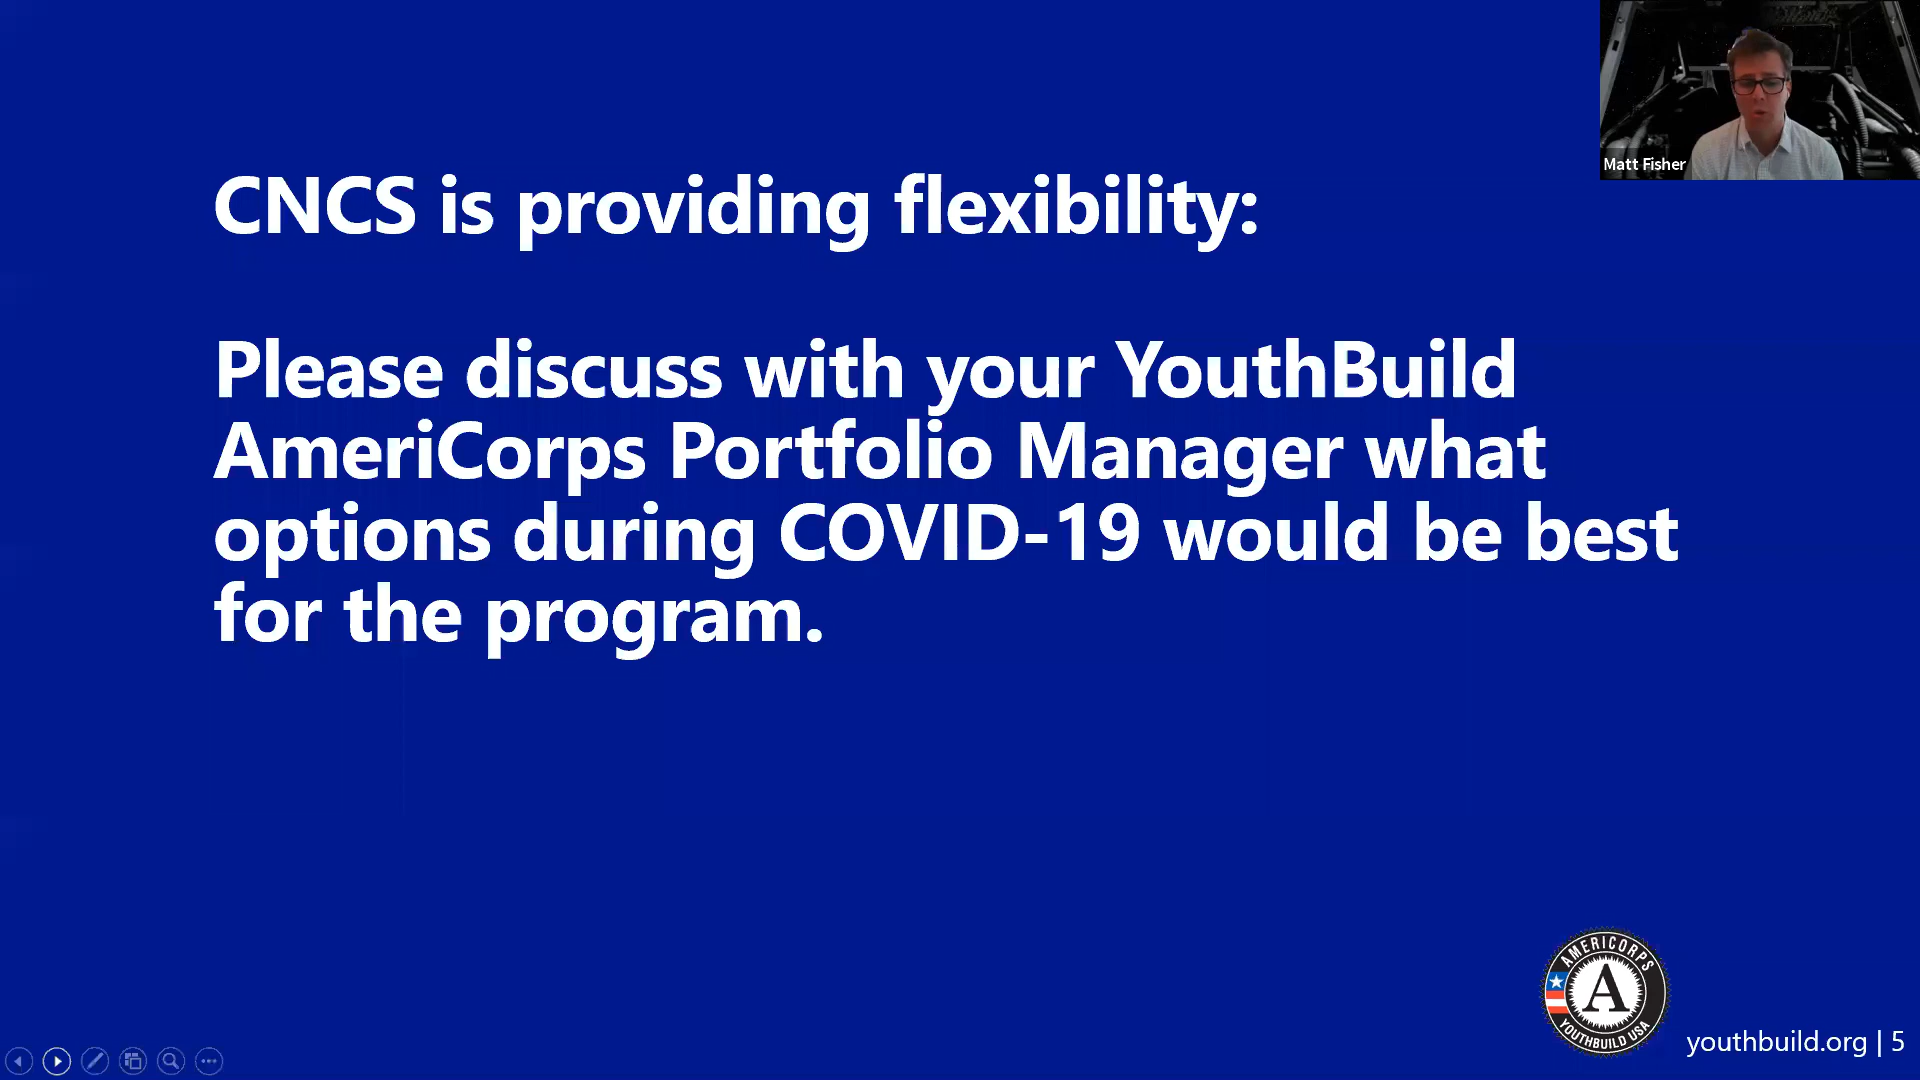 Matt Fisher
CNCS is providing flexibility:
Please discuss with your YouthBuild
AmeriCorps Portfolio Manager what
options during COVID-19 would be best
for the program.
AMERICORPS
A
YOUTHBUILD USA
youthbuild.org | 5